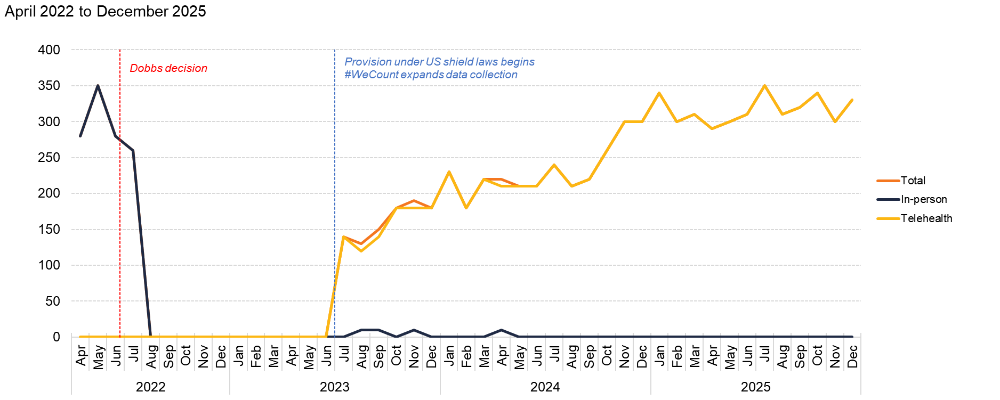 April 2022 to December 2025
400
350
300
250
200
150
100
50
0
Dobbs decision
Provision under US shield laws begins
#WeCount expands data collection
Total
In-person
Telehealth
Apr May Jun Jul Aug Sep Oct Nov Dec Jan Feb Mar Apr May Jun Jul Aug Sep Oct Nov Dec Jan Feb Mar Apr May Jun Jul Aug Sep Oct Nov Dec Jan Feb Mar Apr May Jun Jul Aug Sep Oct Nov Dec
2022 2023 2024 2025